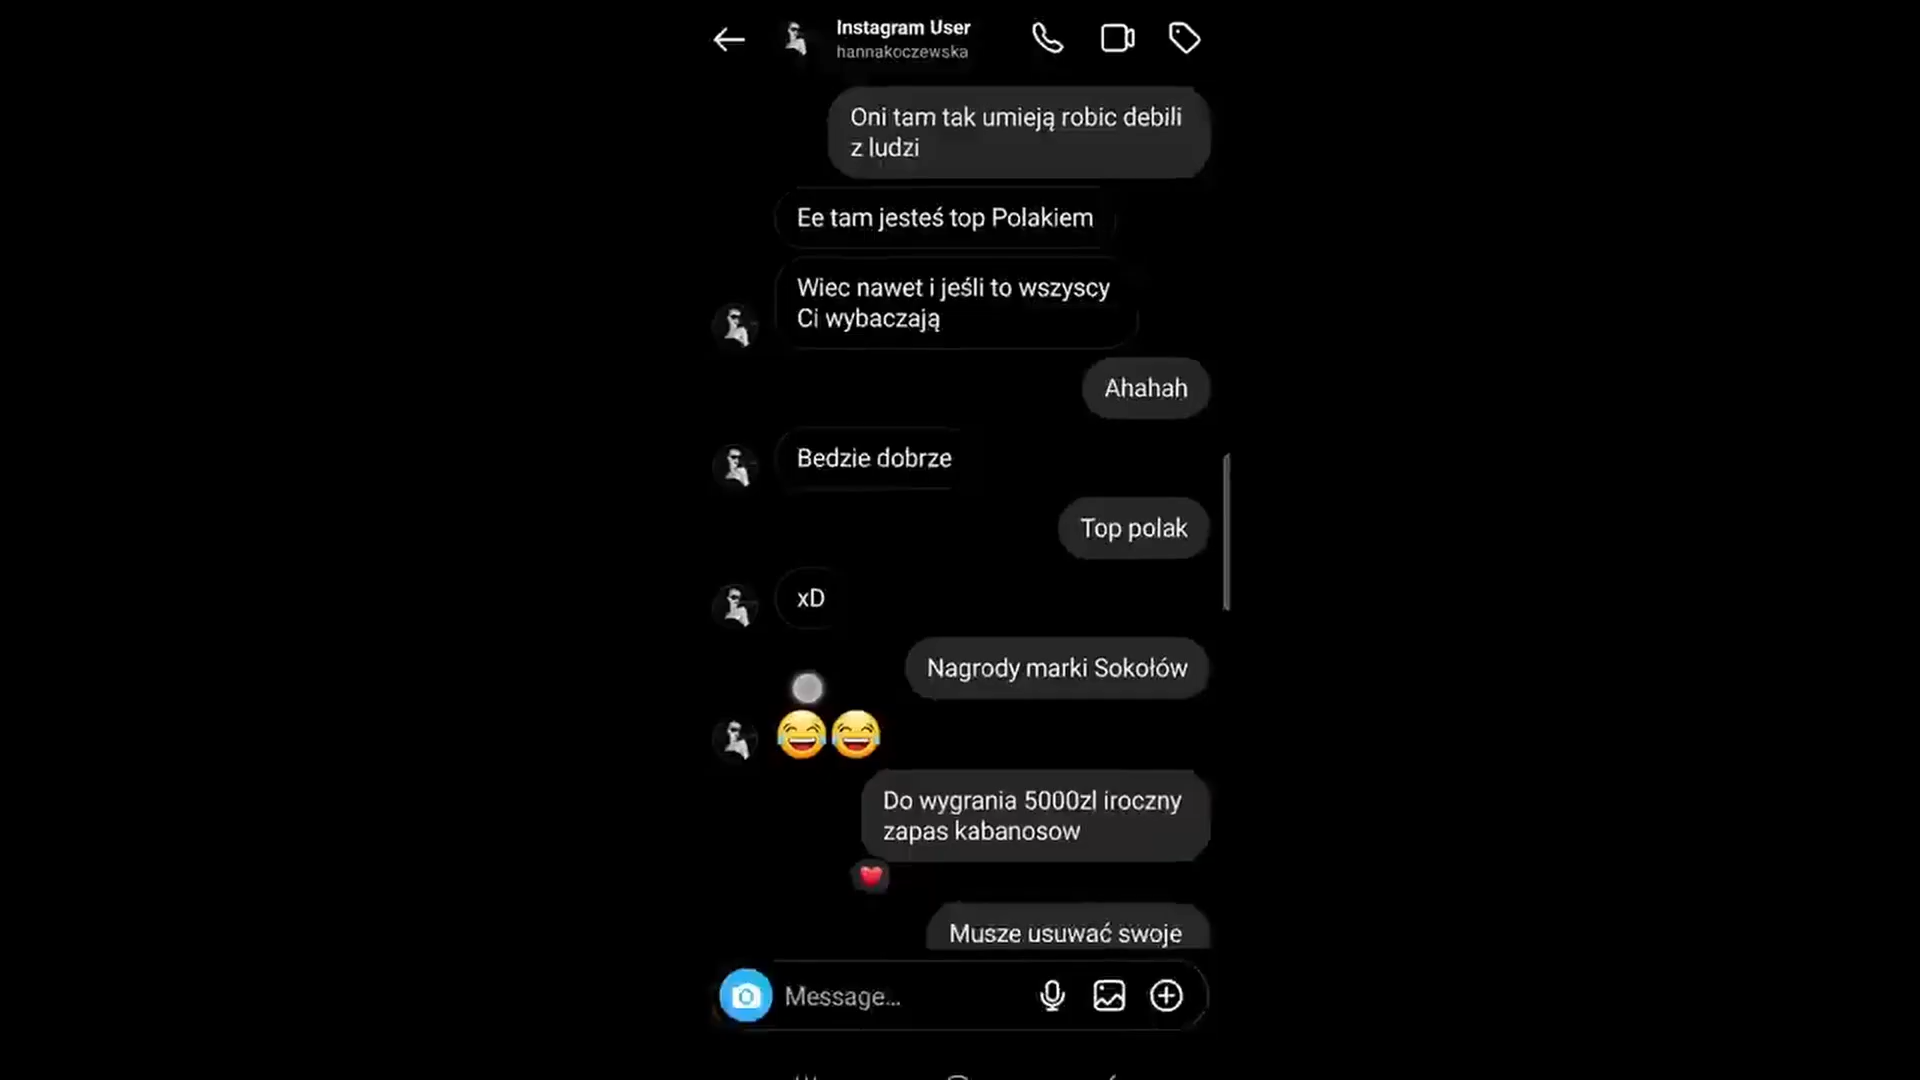 Instagram User
hannakoczewska
Oni tam tak umieją robic debili
z ludzi
Ee tam jesteś top Polakiem
Wiec nawet i jeśli to wszyscy
Ci wybaczają
Ahahah
Bedzie dobrze
Top polak
xD
Nagrody marki Sokołów
😂😂
Do wygrania 5000zl iroczny
zapas kabanosow
Musze usuwać swoje
Message...